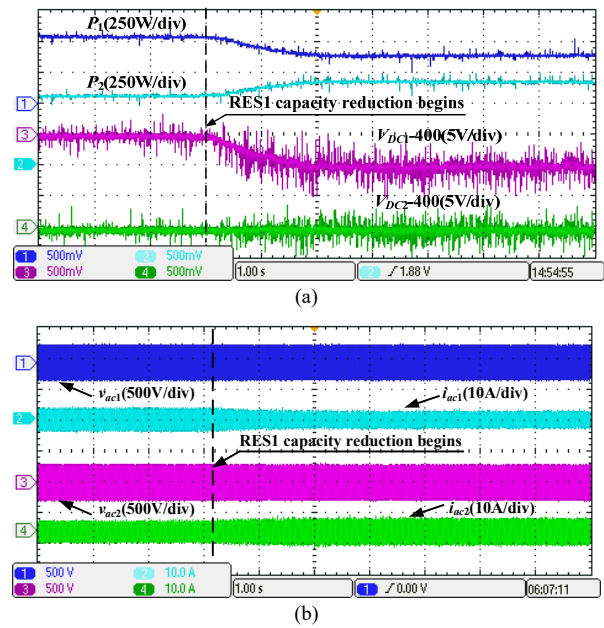 P1(250W/div)
P2(250W/div)
1
RES1 capacity reduction begins
3
VDC1-400(5V/div)
2
VDC2-400(5V/div)
4
1 500mV 2 500mV
3 500mV 4 500mV
1.00 s
2 1.88 V
14:54:55
(a)
1
vac1(500V/div)
iac1(10A/div)
2
RES1 capacity reduction begins
3
vac2(500V/div)
iac2(10A/div)
4
1 500 V 2 10.0 A
3 500 V 4 10.0 A
1.00 s
1 0.00 V
06:07:11
(b)